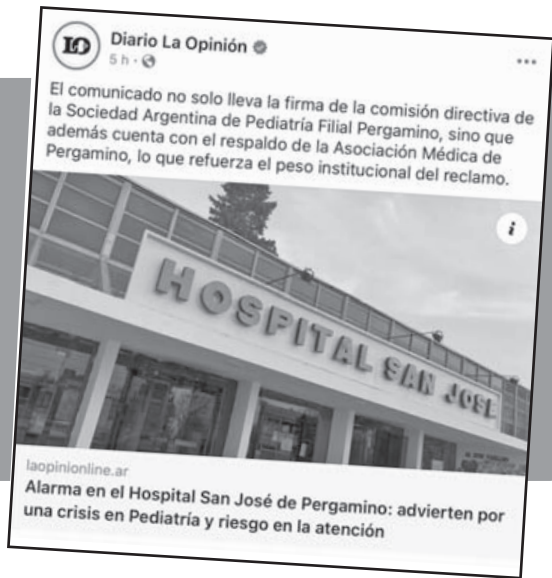 LO
Diario La Opinión
5 h
El comunicado no solo lleva la firma de la comisión directiva de
la Sociedad Argentina de Pediatría Filial Pergamino, sino que
además cuenta con el respaldo de la Asociación Médica de
Pergamino, lo que refuerza el peso institucional del reclamo.
i
HOSPITAL SAN JOSE
laopinionline.ar
Alarma en el Hospital San José de Pergamino: advierten por
una crisis en Pediatría y riesgo en la atención